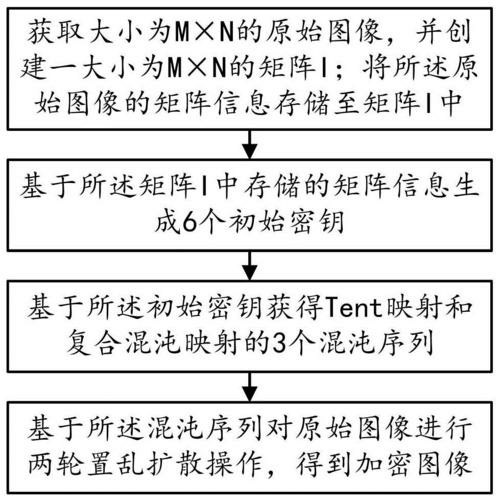 获取大小为M×N的原始图像，并创
建一大小为M×N的矩阵I；将所述原
始图像的矩阵信息存储至矩阵I中
基于所述矩阵I中存储的矩阵信息生
成6个初始密钥
基于所述初始密钥获得Tent映射和
复合混沌映射的3个混沌序列
基于所述混沌序列对原始图像进行
两轮置乱扩散操作，得到加密图像